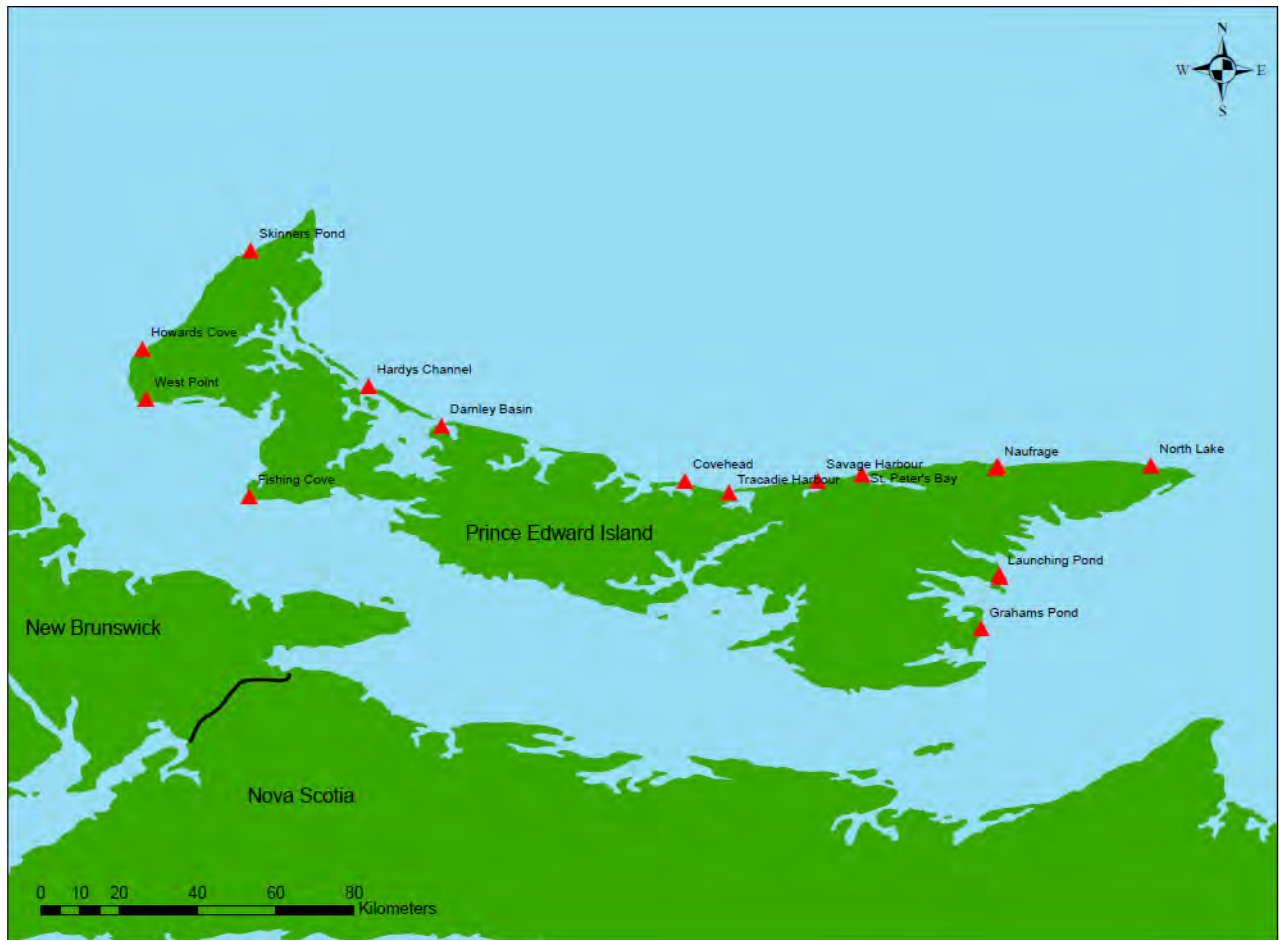 N
W E
S
Skinners Pond
Howards Cove
Hardys Channel
West Point
Darnley Basin
North Lake
Naufrage
Covehead
Savage Harbour
Tracadie Harbour
St. Peter's Bay
Fishing Cove
Prince Edward Island
Launching Pond
Grahams Pond
New Brunswick
Nova Scotia
0 10 20 40 60 80
Kilometers